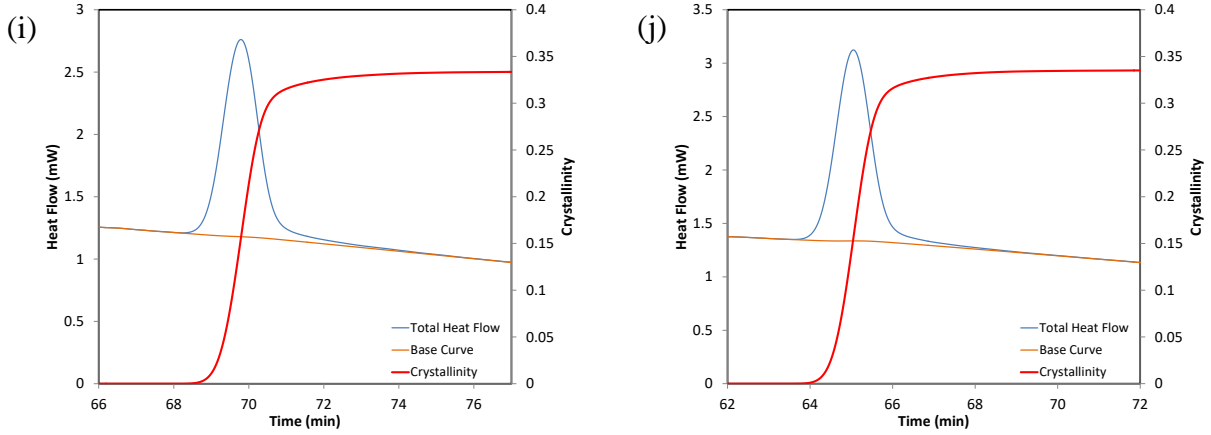 (i)
3
2.5
2
1.5
1
0.5
0
Heat Flow (mW)
0.4
0.35
0.3
0.25
0.2
0.15
0.1
0.05
0
Crystallinity
Total Heat Flow
Base Curve
Crystallinity
66 68 70 72 74 76
Time (min)
(j)
3.5
3
2.5
2
1.5
1
0.5
0
Heat Flow (mW)
0.4
0.35
0.3
0.25
0.2
0.15
0.1
0.05
0
Crystallinity
Total Heat Flow
Base Curve
Crystallinity
62 64 66 68 70 72
Time (min)